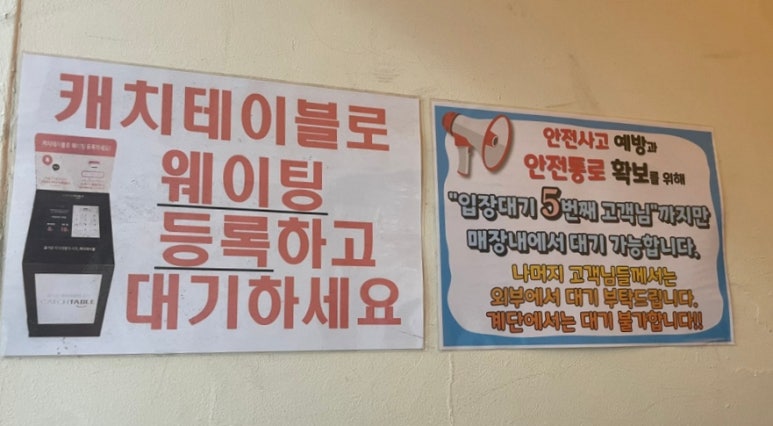 캐치테이블로
웨이팅
등록하고
대기하세요
CATCHTABLE
안전사고 예방과
안전통로 확보를 위해
"입장대기 5번째 고객님"까지만
매장내에서 대기 가능합니다.
나머지 고객님들께서는
외부에서 대기 부탁드립니다.
계단에서는 대기 불가합니다!!